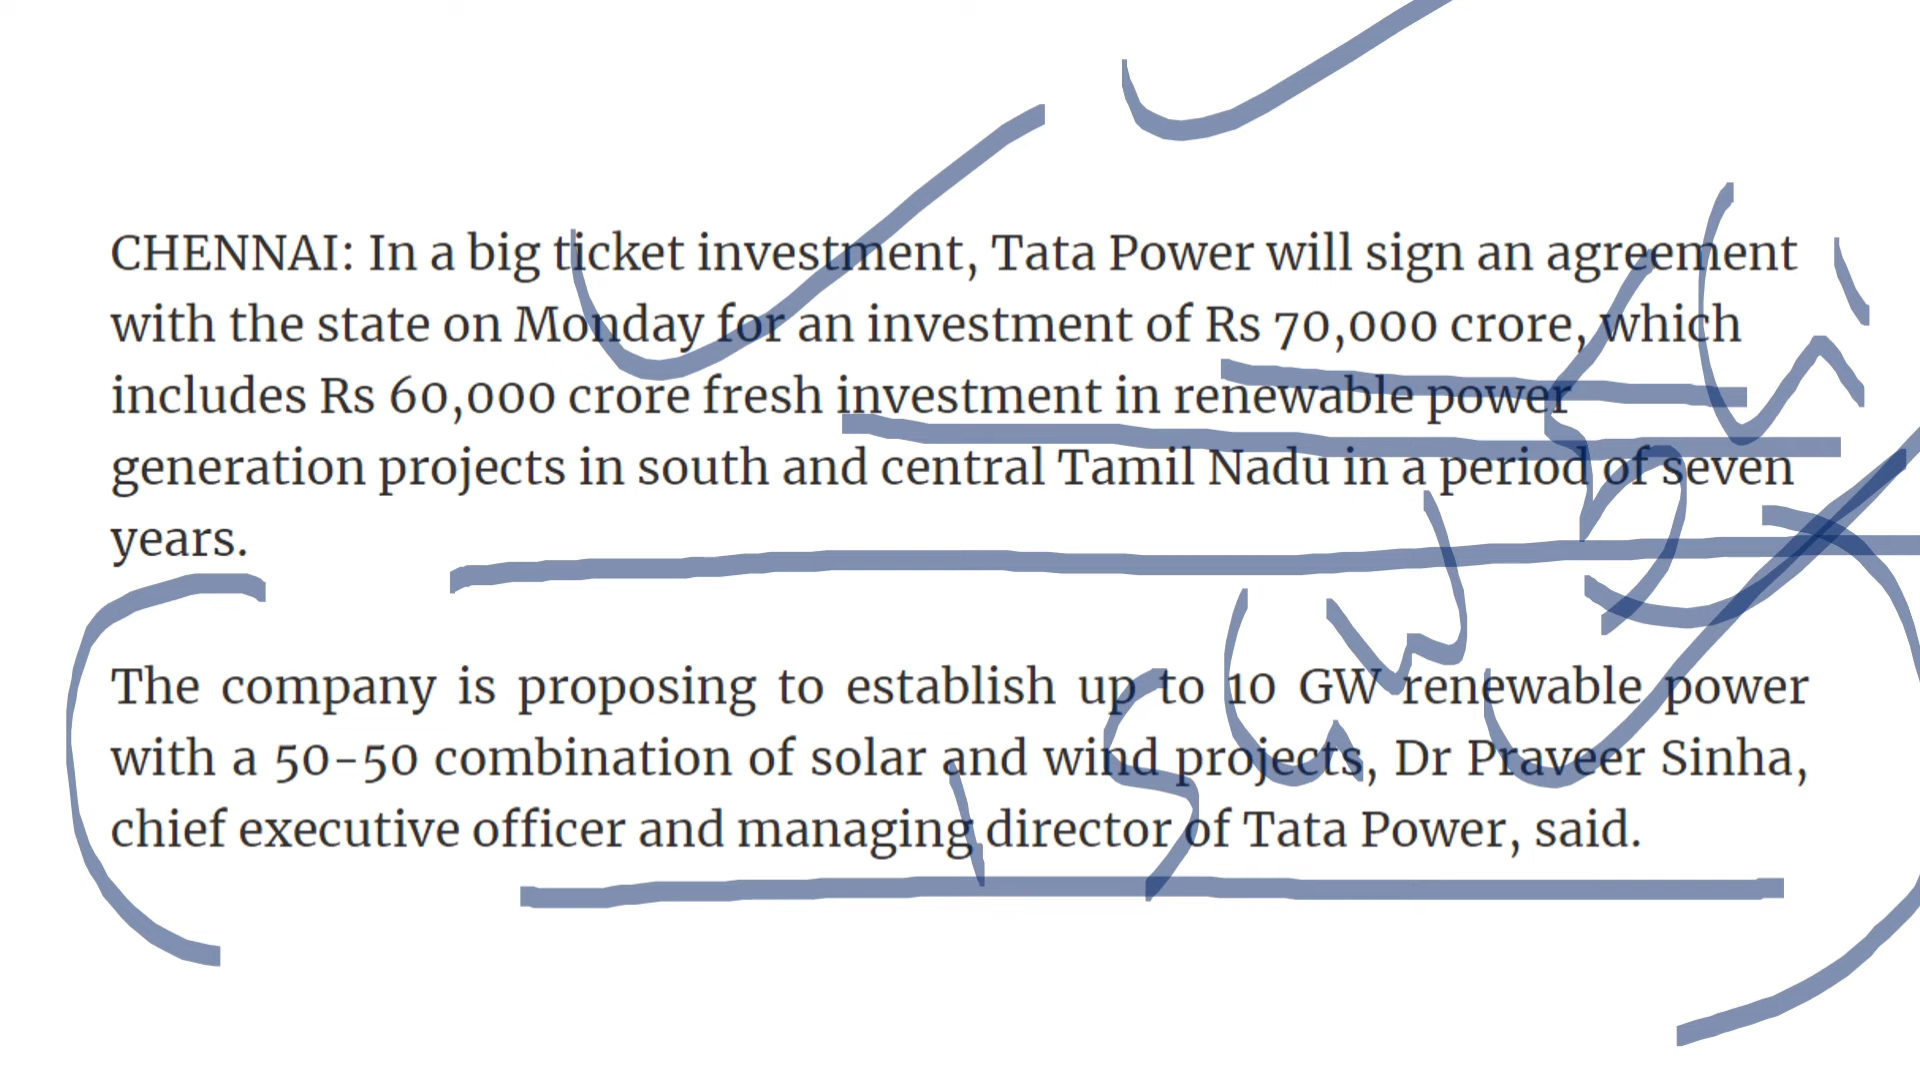 CHENNAI: In a big ticket investment, Tata Power will sign an agreement
with the state on Monday for an investment of Rs 70,000 crore, which
includes Rs 60,000 crore fresh investment in renewable power
generation projects in south and central Tamil Nadu in a period of seven
years.
The company is proposing to establish up to 10 GW renewable power
with a 50-50 combination of solar and wind projects, Dr Praveer Sinha,
chief executive officer and managing director of Tata Power, said.